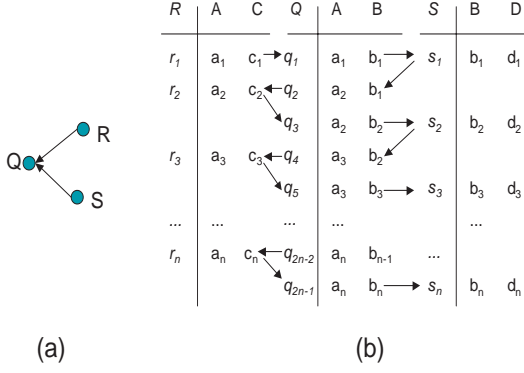 R A C Q A B S B D
r1 A a1 c1 q1 a1 b1 s1 b1 d1
r2 a2 c2 q2 a2 b1
q3 a2 b2 s2 b2 d2
R
Q
r3 a3 c3 q4 a3 b2
q5 a3 b3 s3 b3 d3
S
... ... ... ... ...
rn an cn q2n-2 an bn-1 ...
q2n-1 an bn sn bn dn
(a) (b)